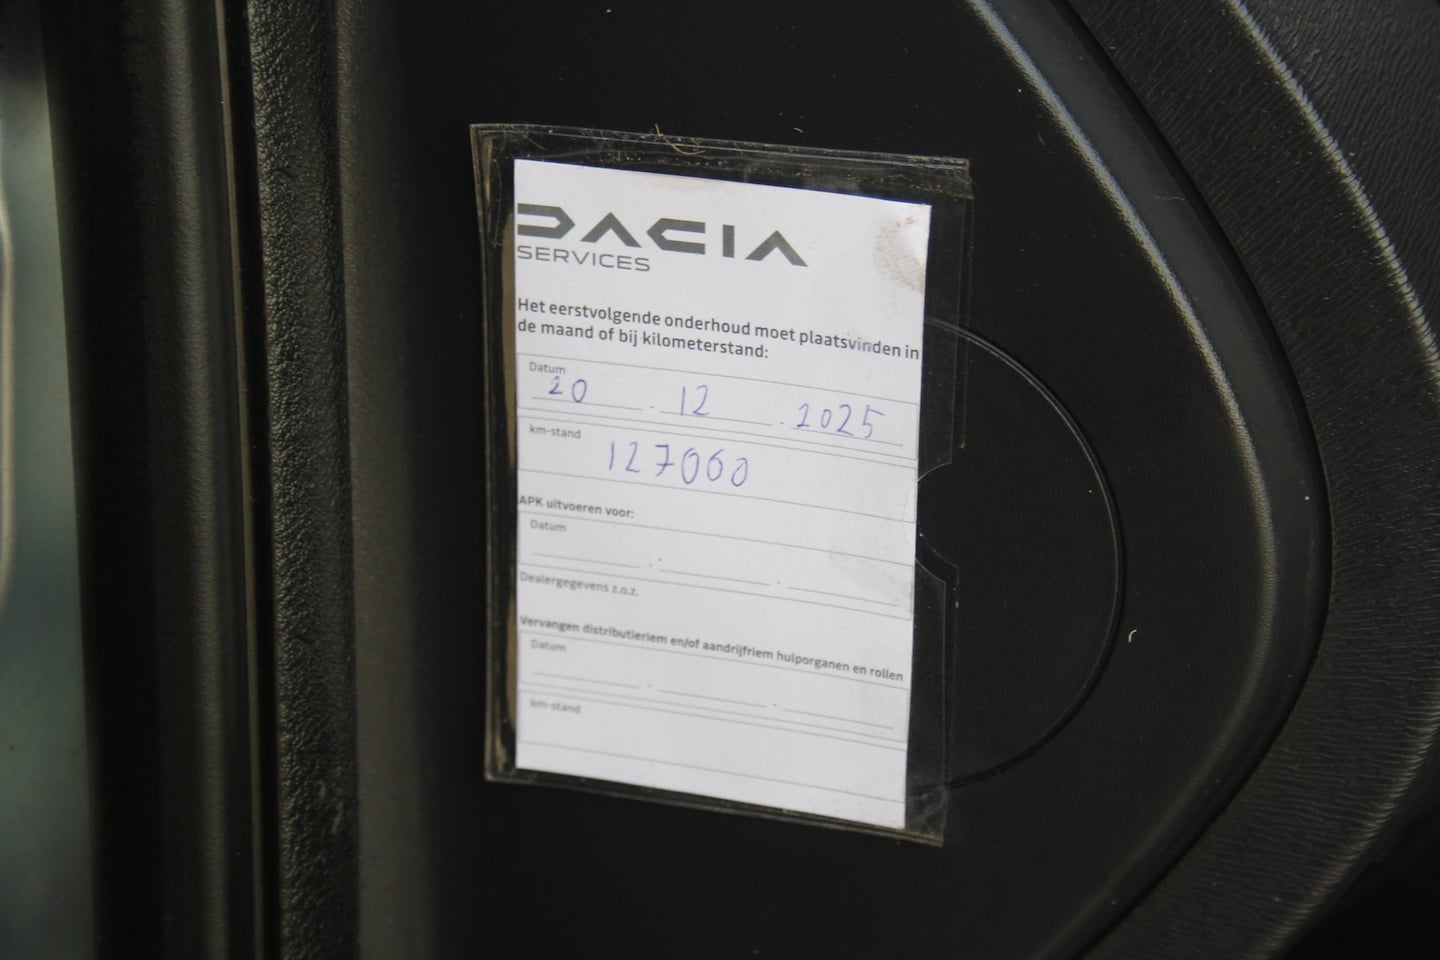 DACIA
SERVICES
Het eerstvolgende onderhoud moet plaatsvinden in
de maand of bij kilometerstand:
Datum
20 . 12 . 2025
km-stand
127000
APK uitvoeren voor:
Datum
Dealergegevens z.o.z.
Vervangen distributieriem en/of aandrijfriem hulporganen en rollen
Datum
km-stand